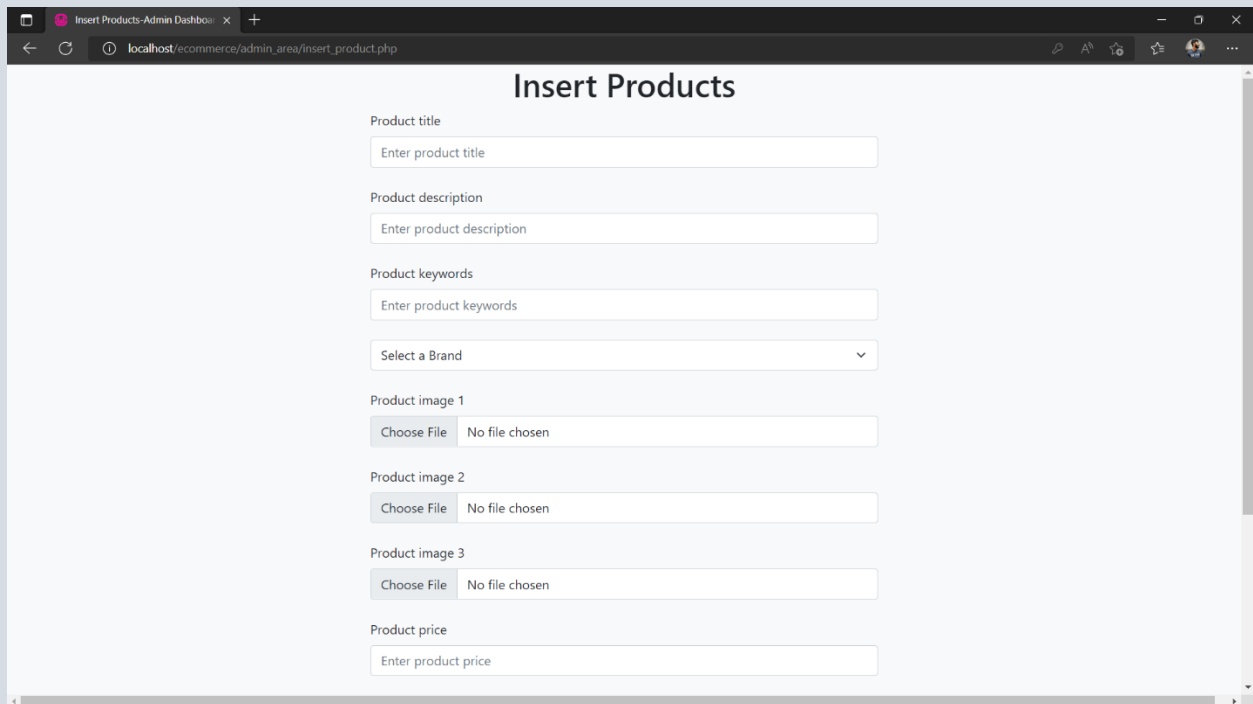 Insert Products-Admin Dashboa
localhost/ecommerce/admin_area/insert_product.php
Insert Products
Product title
Enter product title
Product description
Enter product description
Product keywords
Enter product keywords
Select a Brand
Product image 1
Choose File No file chosen
Product image 2
Choose File No file chosen
Product image 3
Choose File No file chosen
Product price
Enter product price